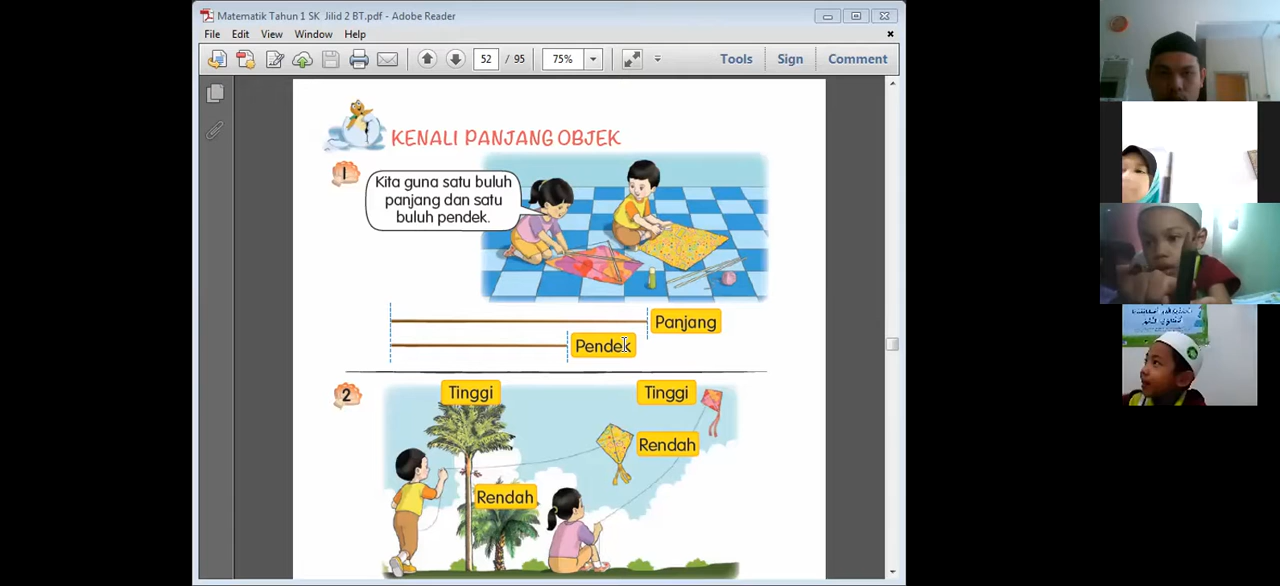 Matematik Tahun 1 SK Jilid 2 BT.pdf - Adobe Reader
File Edit View Window Help
52 / 95 75% Tools Sign Comment
KENALI PANJANG OBJEK
1
Kita guna satu buluh
panjang dan satu
buluh pendek.
Panjang
Pendek
2
Tinggi Tinggi
Rendah
Rendah